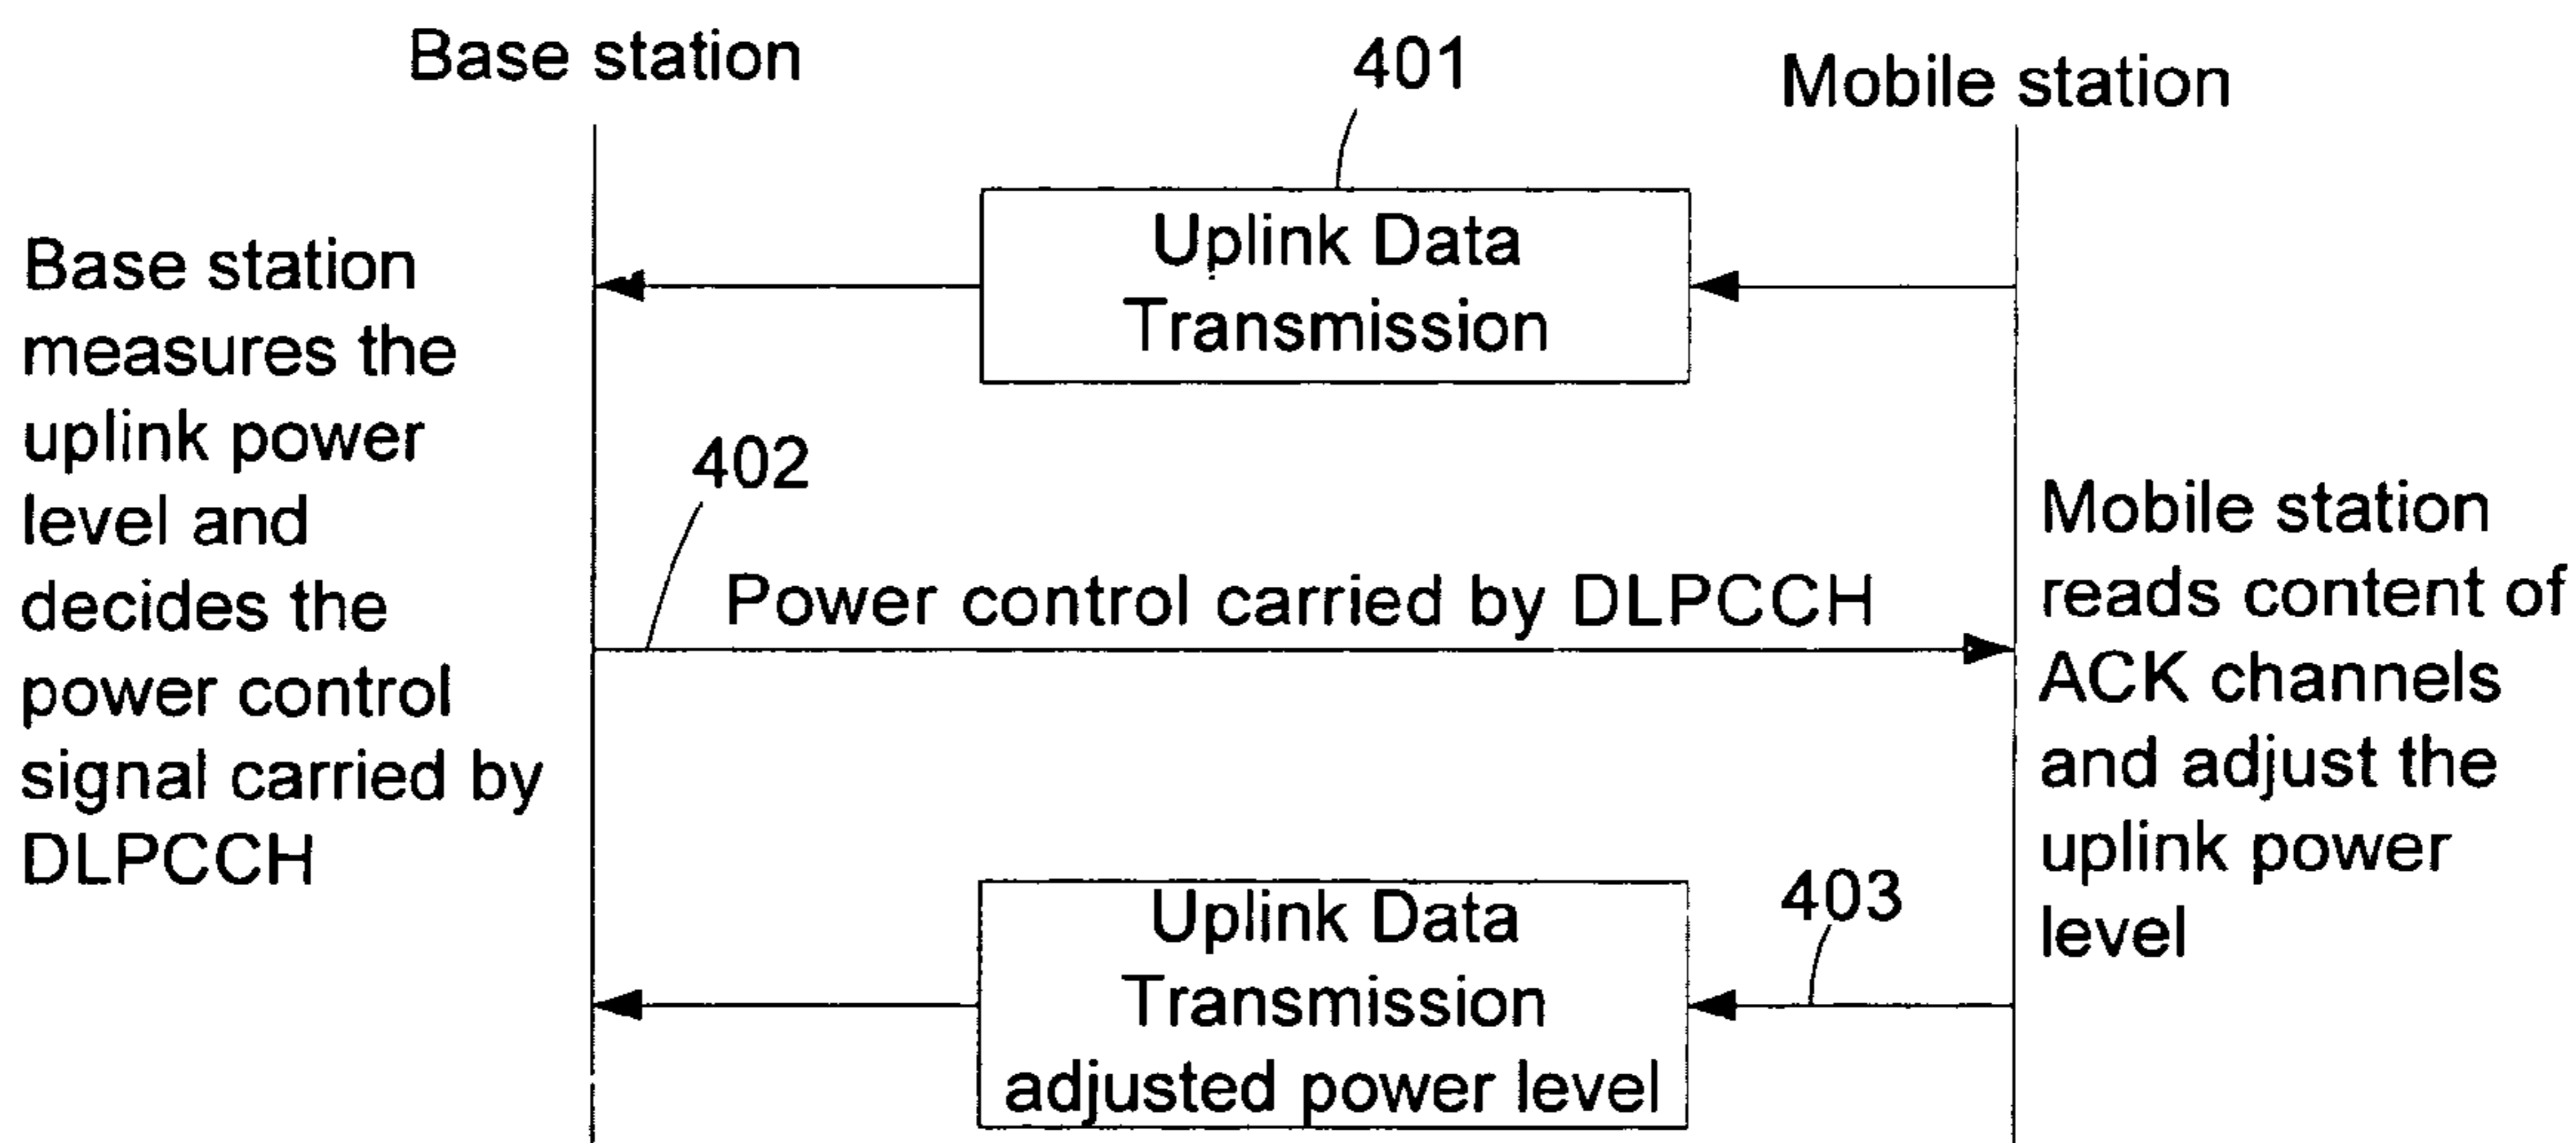 Base station
401
Mobile station
Uplink Data
Transmission
Base station
measures the
uplink power
level and
decides the
power control
signal carried by
DLPCCH
402
Power control carried by DLPCCH
Mobile station
reads content of
ACK channels
and adjust the
uplink power
level
403
Uplink Data
Transmission
adjusted power level